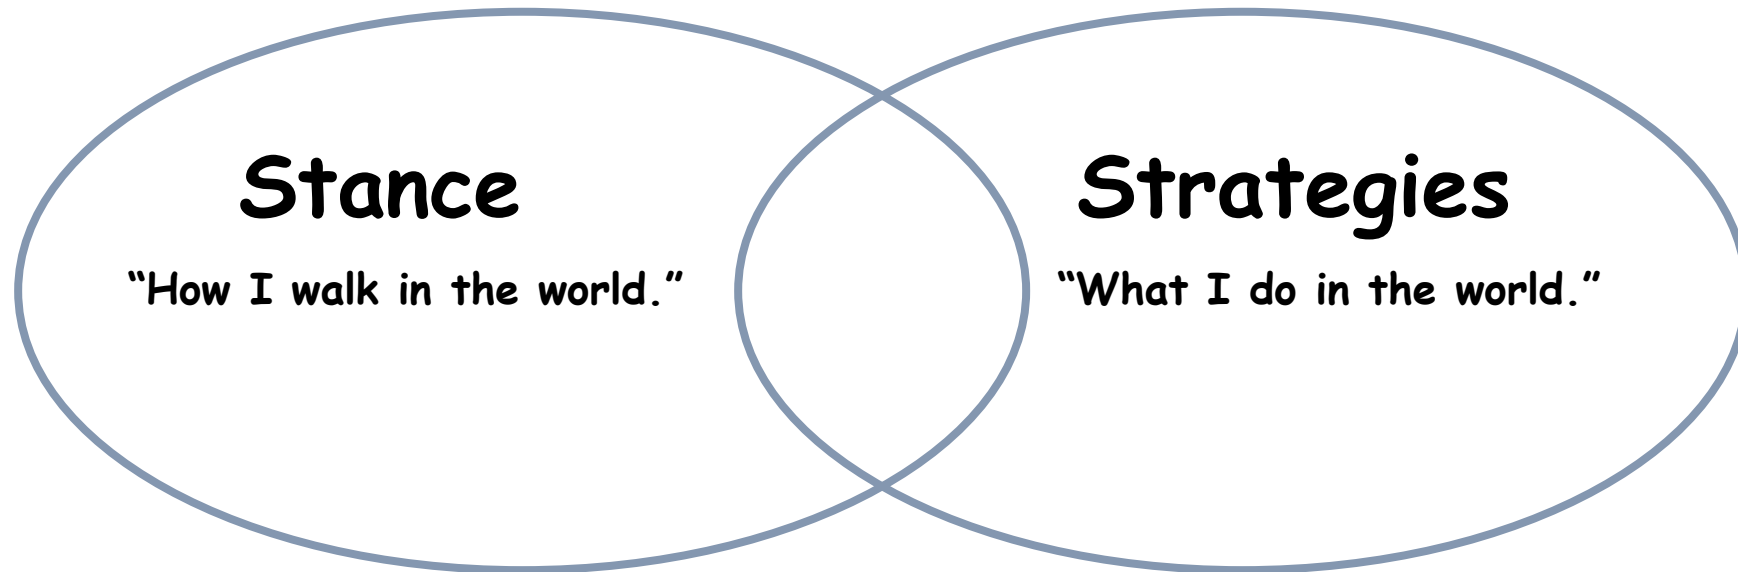 Stance
“How I walk in the world.”
Strategies
“What I do in the world.”